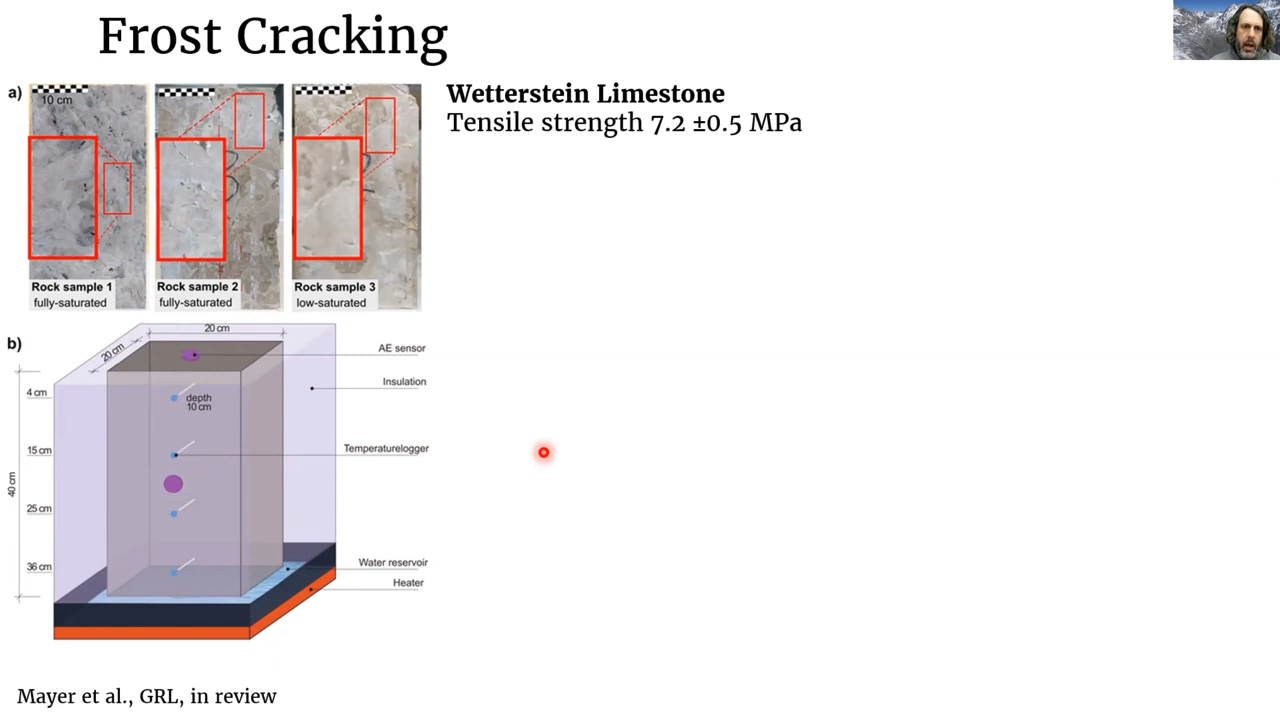 Frost Cracking
a)
10 cm
Rock sample 1
fully-saturated
Rock sample 2
fully-saturated
Rock sample 3
low-saturated
Wetterstein Limestone
Tensile strength 7.2 ±0.5 MPa
b)
20 cm
20 cm
4 cm
15 cm
25 cm
36 cm
40 cm
depth
10 cm
AE sensor
Insulation
Temperaturelogger
Water reservoir
Heater
Mayer et al., GRL, in review